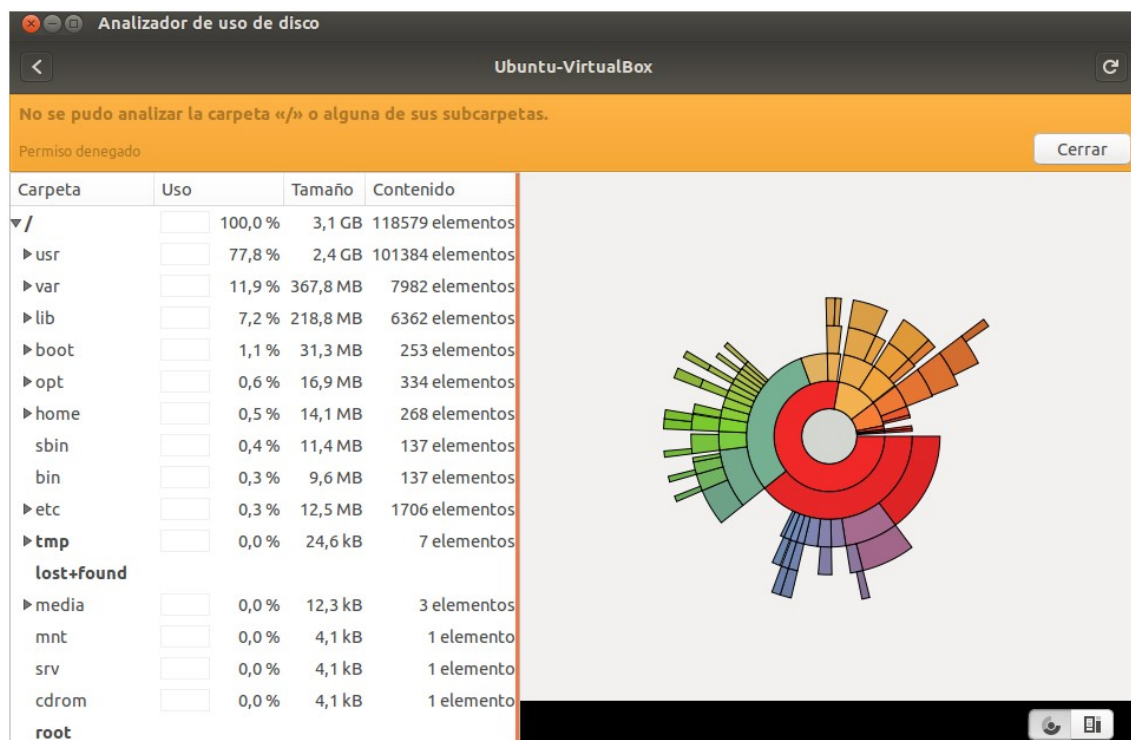 Analizador de uso de disco
Ubuntu-VirtualBox
No se pudo analizar la carpeta «/» o alguna de sus subcarpetas.
Permiso denegado
Cerrar
Carpeta Uso Tamaño Contenido
/ 100,0 % 3,1 GB 118579 elementos
usr 77,8 % 2,4 GB 101384 elementos
var 11,9 % 367,8 MB 7982 elementos
lib 7,2 % 218,8 MB 6362 elementos
boot 1,1 % 31,3 MB 253 elementos
opt 0,6 % 16,9 MB 334 elementos
home 0,5 % 14,1 MB 268 elementos
sbin 0,4 % 11,4 MB 137 elementos
bin 0,3 % 9,6 MB 137 elementos
etc 0,3 % 12,5 MB 1706 elementos
tmp 0,0 % 24,6 kB 7 elementos
lost+found
media 0,0 % 12,3 kB 3 elementos
mnt 0,0 % 4,1 kB 1 elemento
srv 0,0 % 4,1 kB 1 elemento
cdrom 0,0 % 4,1 kB 1 elemento
root